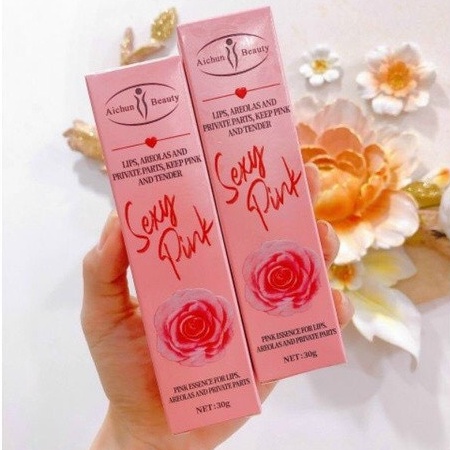 Aichun Beauty
LIPS, AREOLAS AND
PRIVATE PARTS, KEEP PINK
AND TENDER
Sexy
Pink
PINK ESSENCE FOR LIPS,
AREOLAS AND PRIVATE PARTS
NET : 30g
Aichun Beauty
LIPS, AREOLAS AND
PRIVATE PARTS, KEEP PINK
AND TENDER
Sexy
Pink
PINK ESSENCE FOR LIPS,
AREOLAS AND PRIVATE PARTS
NET : 30g